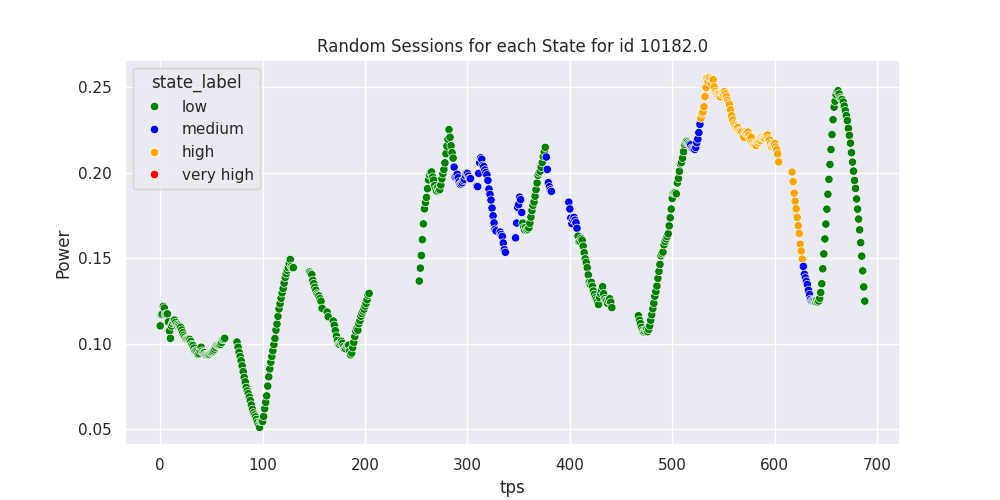 Random Sessions for each State for id 10182.0
state_label
low
medium
high
very high
Power
0.25
0.20
0.15
0.10
0.05
0 100 200 300 400 500 600 700
tps